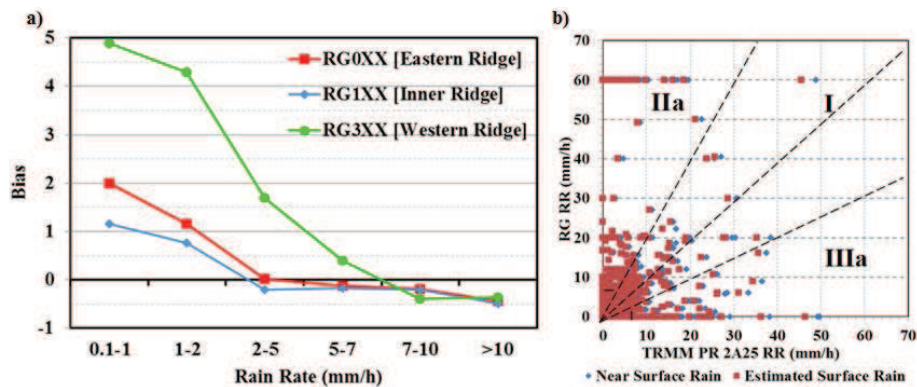 a)
5
4
3
2
1
0
-1
Bias
RG0XX [Eastern Ridge]
RG1XX [Inner Ridge]
RG3XX [Western Ridge]
0.1-1 1-2 2-5 5-7 7-10 >10
Rain Rate (mm/h)
b)
70
60
50
40
30
20
10
0
RG RR (mm/h)
IIa
I
IIIa
0 10 20 30 40 50 60 70
TRMM PR 2A25 RR (mm/h)
Near Surface Rain Estimated Surface Rain